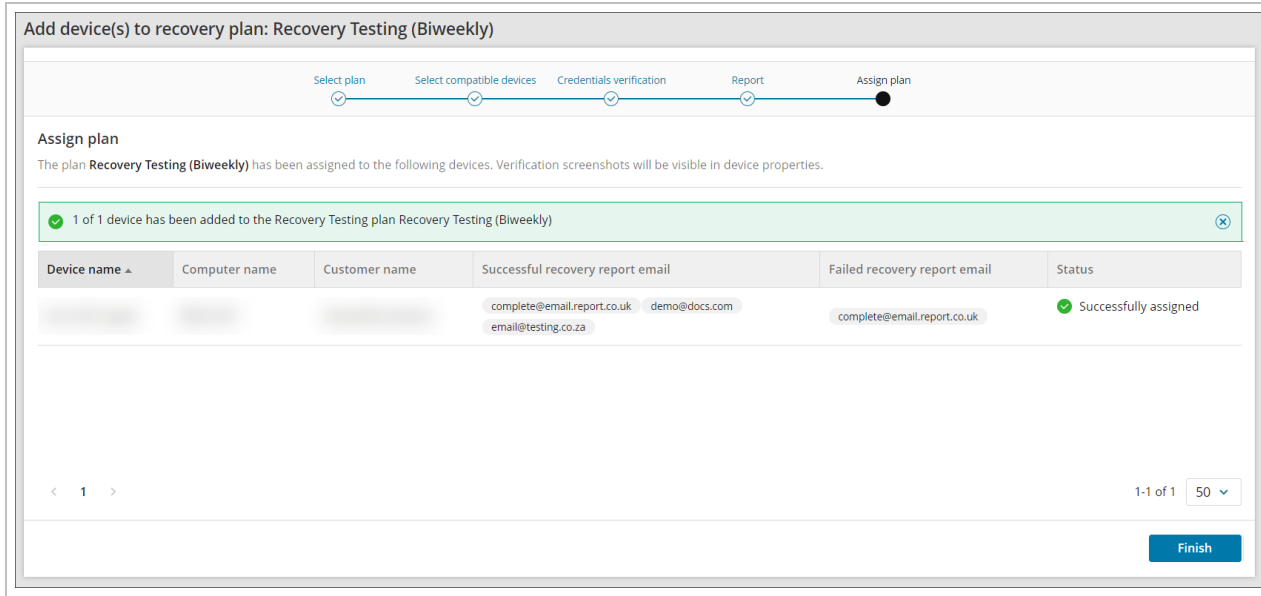 Add device(s) to recovery plan: Recovery Testing (Biweekly)
Select plan Select compatible devices Credentials verification Report Assign plan
Assign plan
The plan Recovery Testing (Biweekly) has been assigned to the following devices. Verification screenshots will be visible in device properties.
1 of 1 device has been added to the Recovery Testing plan Recovery Testing (Biweekly)
Device name Computer name Customer name Successful recovery report email Failed recovery report email Status
complete@email.report.co.uk demo@docs.com complete@email.report.co.uk Successfully assigned
email@testing.co.za
1 1-1 of 1 50
Finish